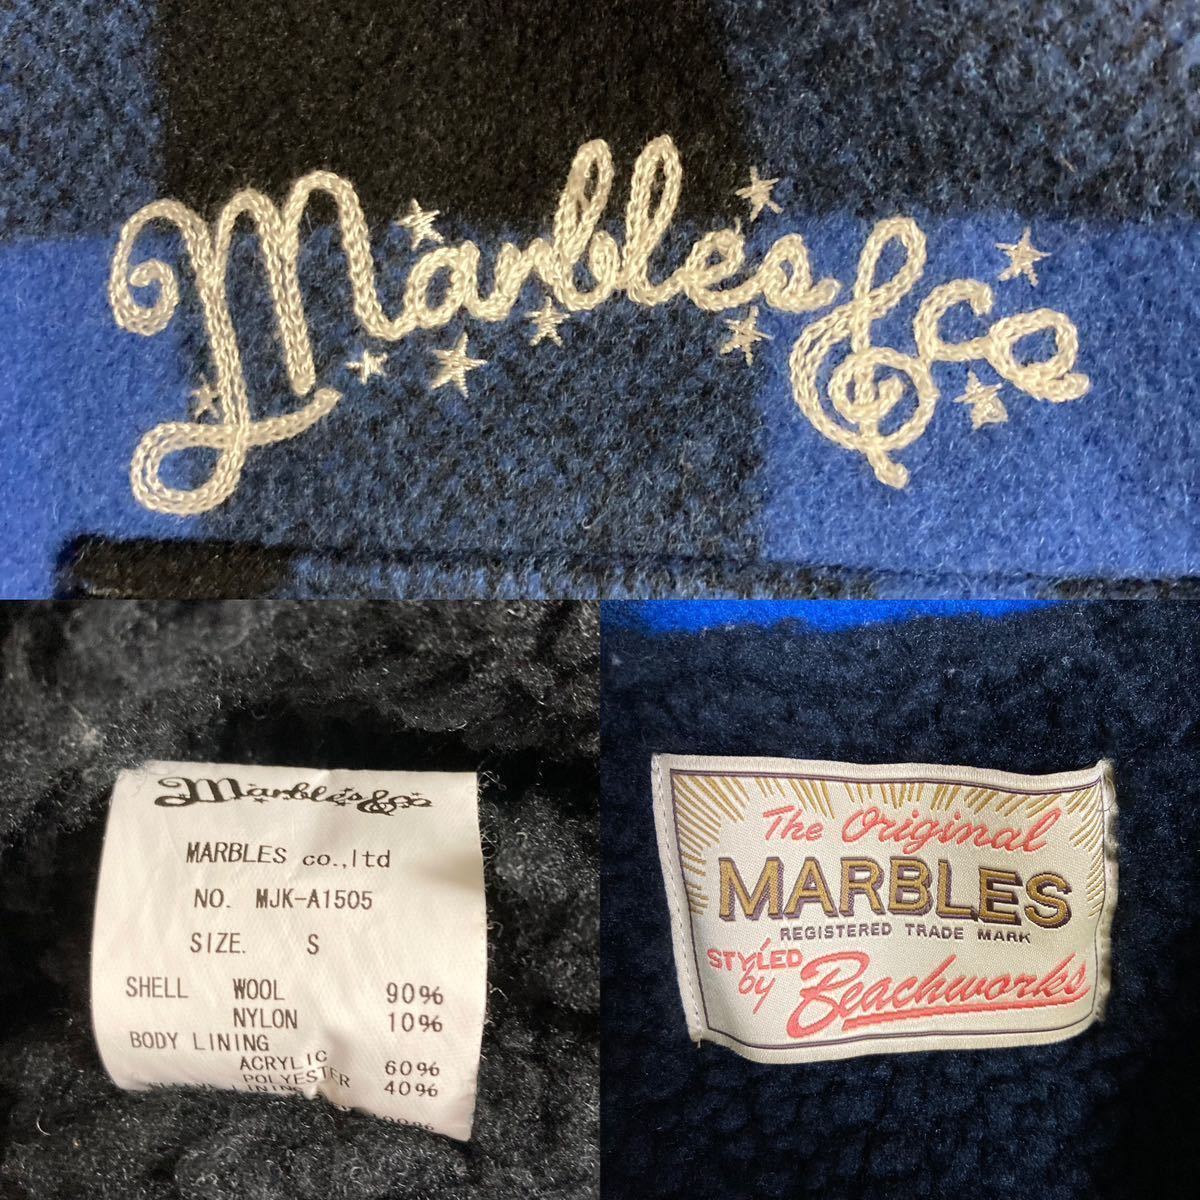 Marbles & co
Marbles & Co
MARBLES co.,ltd
NO. MJK-A1505
SIZE. S
SHELL WOOL 90%
NYLON 10%
BODY LINING
ACRYLIC 60%
POLYESTER 40%
LINING
The Original
MARBLES
REGISTERED TRADE MARK
STYLED by Beachworks